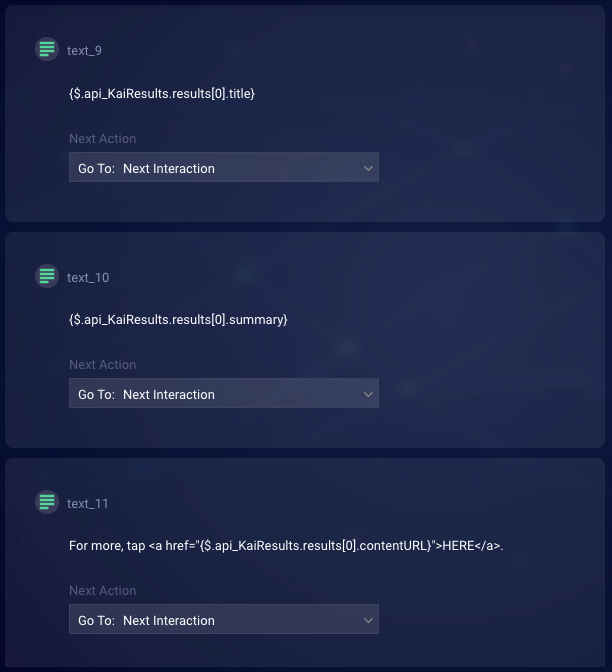 text_9
{$.api_KaiResults.results[0].title}
Next Action
Go To: Next Interaction
text_10
{$.api_KaiResults.results[0].summary}
Next Action
Go To: Next Interaction
text_11
For more, tap <a href="{$.api_KaiResults.results[0].contentURL}">HERE</a>.
Next Action
Go To: Next Interaction